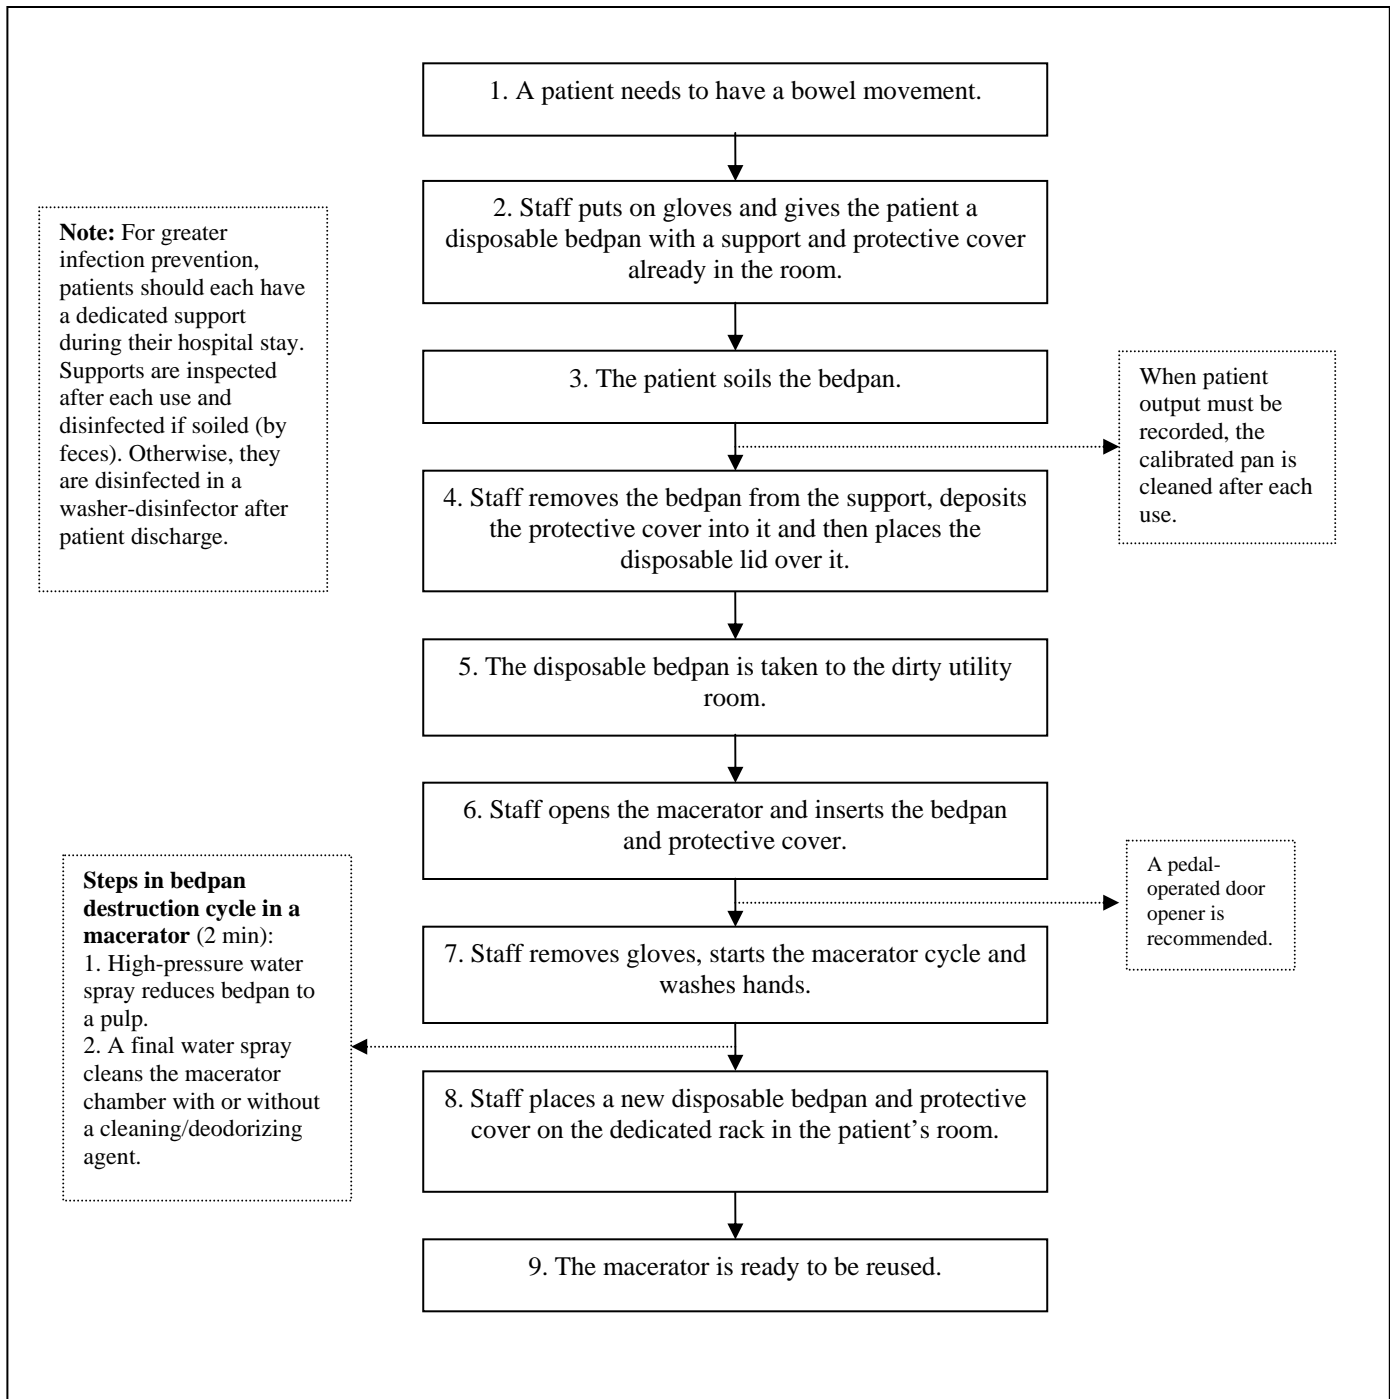 1. A patient needs to have a bowel movement.
2. Staff puts on gloves and gives the patient a
disposable bedpan with a support and protective cover
already in the room.
Note: For greater
infection prevention,
patients should each have
a dedicated support
during their hospital stay.
Supports are inspected
after each use and
disinfected if soiled (by
feces). Otherwise, they
are disinfected in a
washer-disinfector after
patient discharge.
3. The patient soils the bedpan.
When patient
output must be
recorded, the
calibrated pan is
cleaned after each
use.
4. Staff removes the bedpan from the support, deposits
the protective cover into it and then places the
disposable lid over it.
5. The disposable bedpan is taken to the dirty utility
room.
6. Staff opens the macerator and inserts the bedpan
and protective cover.
A pedal-
operated door
opener is
recommended.
7. Staff removes gloves, starts the macerator cycle and
washes hands.
Steps in bedpan
destruction cycle in a
macerator (2 min):
1. High-pressure water
spray reduces bedpan to
a pulp.
2. A final water spray
cleans the macerator
chamber with or without
a cleaning/deodorizing
agent.
8. Staff places a new disposable bedpan and protective
cover on the dedicated rack in the patient’s room.
9. The macerator is ready to be reused.